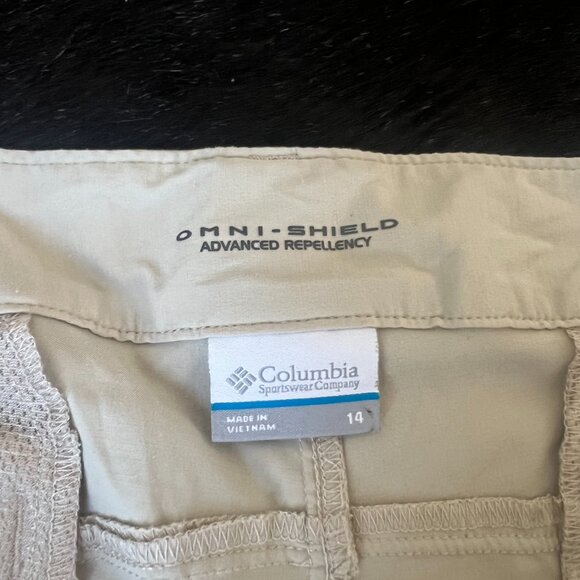 OMNI-SHIELD
ADVANCED REPELLENCY
Columbia
Sportswear Company
MADE IN
VIETNAM
14